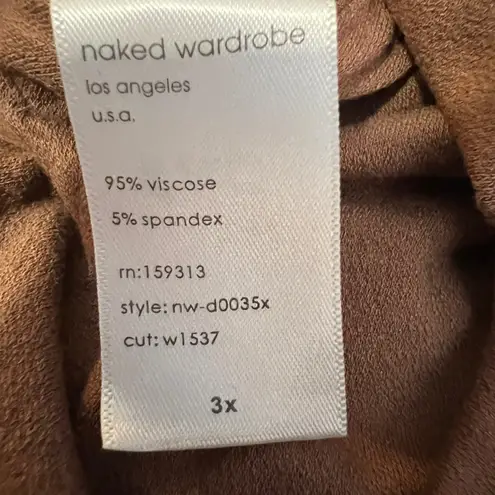 naked wardrobe
los angeles
u.s.a.
95% viscose
5% spandex
rn:159313
style: nw-d0035x
cut: w1537
3x